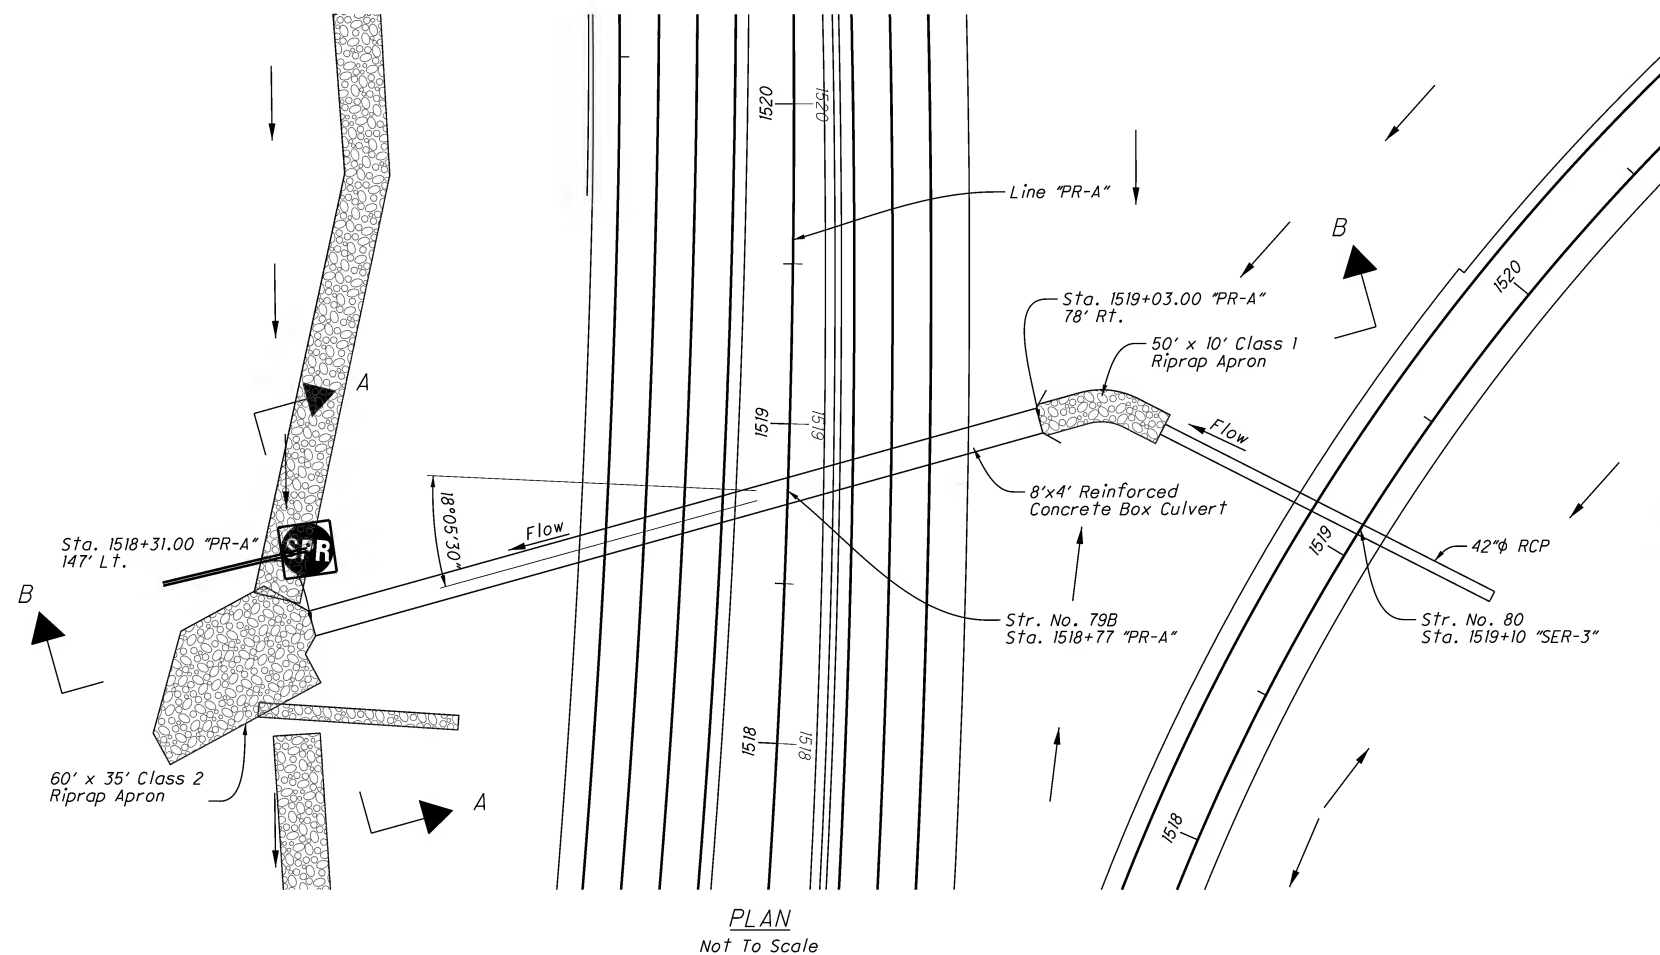 1520
1520
Line "PR-A"
B
1520
Sta. 1519+03.00 "PR-A"
78' Rt.
50' x 10' Class 1
Riprap Apron
A
1519
1519
Flow
8'x4' Reinforced
Concrete Box Culvert
18°05'30"
Flow
SPR
Sta. 1518+31.00 "PR-A"
147' Lt.
1519
42"ϕ RCP
B
Str. No. 79B
Sta. 1518+77 "PR-A"
Str. No. 80
Sta. 1519+10 "SER-3"
1518
1518
60' x 35' Class 2
Riprap Apron
A
1518
PLAN
Not To Scale